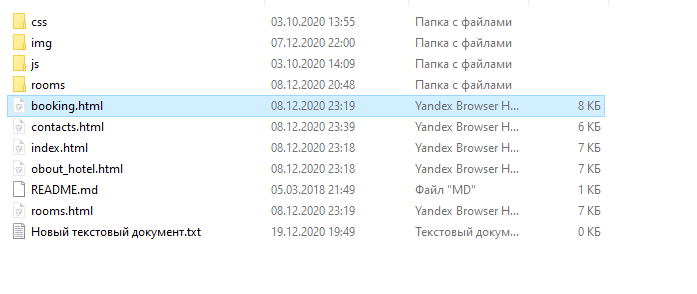 css 03.10.2020 13:55 Папка с файлами
img 07.12.2020 22:00 Папка с файлами
js 03.10.2020 14:09 Папка с файлами
rooms 08.12.2020 20:48 Папка с файлами
booking.html 08.12.2020 23:19 Yandex Browser H... 8 КБ
contacts.html 08.12.2020 23:39 Yandex Browser H... 6 КБ
index.html 08.12.2020 23:18 Yandex Browser H... 7 КБ
obout_hotel.html 08.12.2020 23:18 Yandex Browser H... 7 КБ
README.md 05.03.2018 21:49 Файл "MD" 1 КБ
rooms.html 08.12.2020 23:19 Yandex Browser H... 7 КБ
Новый текстовый документ.txt 19.12.2020 19:49 Текстовый докум... 0 КБ